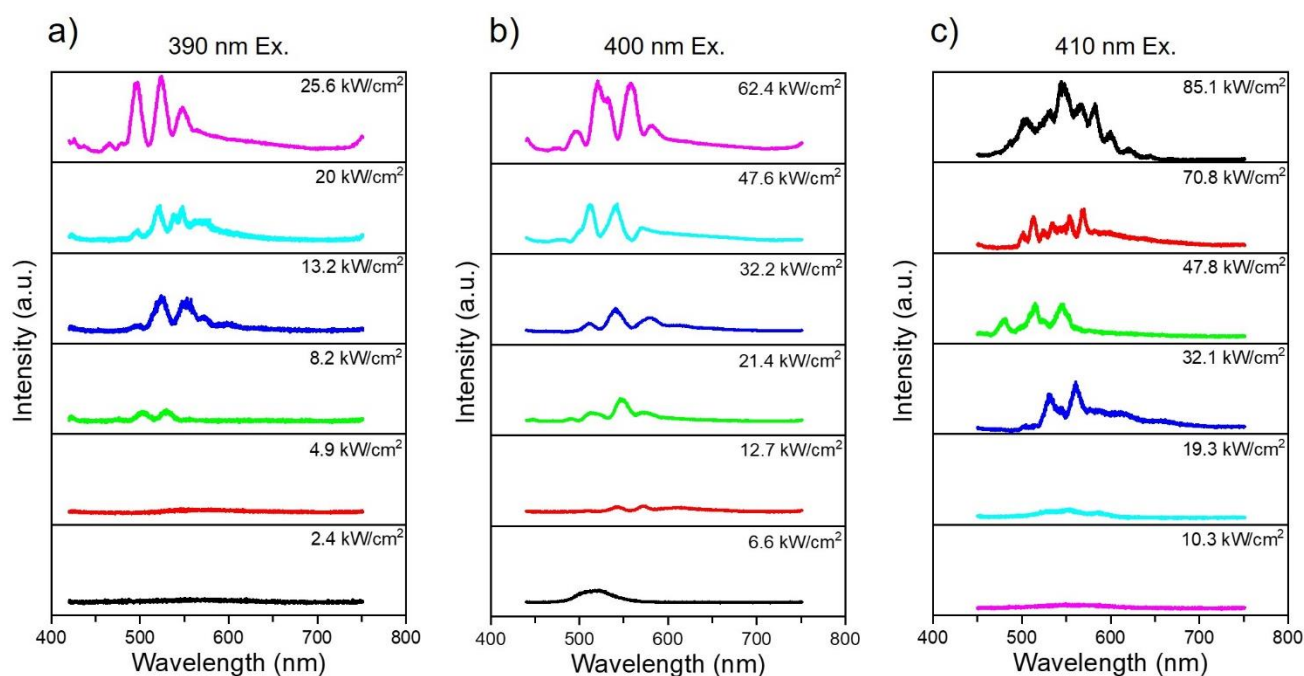 a)
390 nm Ex.
25.6 kW/cm²
20 kW/cm²
13.2 kW/cm²
8.2 kW/cm²
4.9 kW/cm²
2.4 kW/cm²
Intensity (a.u.)
400 500 600 700 800
Wavelength (nm)
b)
400 nm Ex.
62.4 kW/cm²
47.6 kW/cm²
32.2 kW/cm²
21.4 kW/cm²
12.7 kW/cm²
6.6 kW/cm²
Intensity (a.u.)
400 500 600 700 800
Wavelength (nm)
c)
410 nm Ex.
85.1 kW/cm²
70.8 kW/cm²
47.8 kW/cm²
32.1 kW/cm²
19.3 kW/cm²
10.3 kW/cm²
Intensity (a.u.)
400 500 600 700 800
Wavelength (nm)